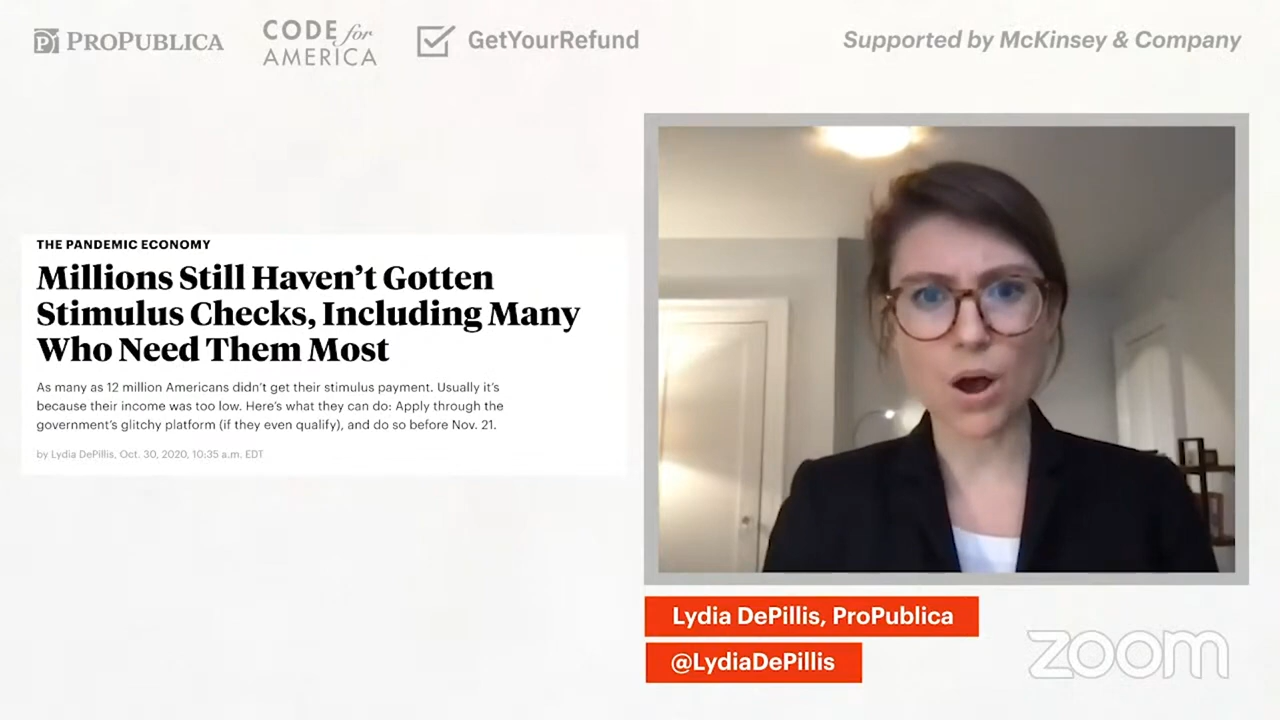 PROPUBLICA
CODE for
AMERICA
GetYourRefund
Supported by McKinsey & Company
THE PANDEMIC ECONOMY
Millions Still Haven’t Gotten
Stimulus Checks, Including Many
Who Need Them Most
As many as 12 million Americans didn’t get their stimulus payment. Usually it’s
because their income was too low. Here’s what they can do: Apply through the
government’s glitchy platform (if they even qualify), and do so before Nov. 21.
by Lydia DePillis, Oct. 30, 2020, 10:35 a.m. EDT
Lydia DePillis, ProPublica
@LydiaDePillis
zoom